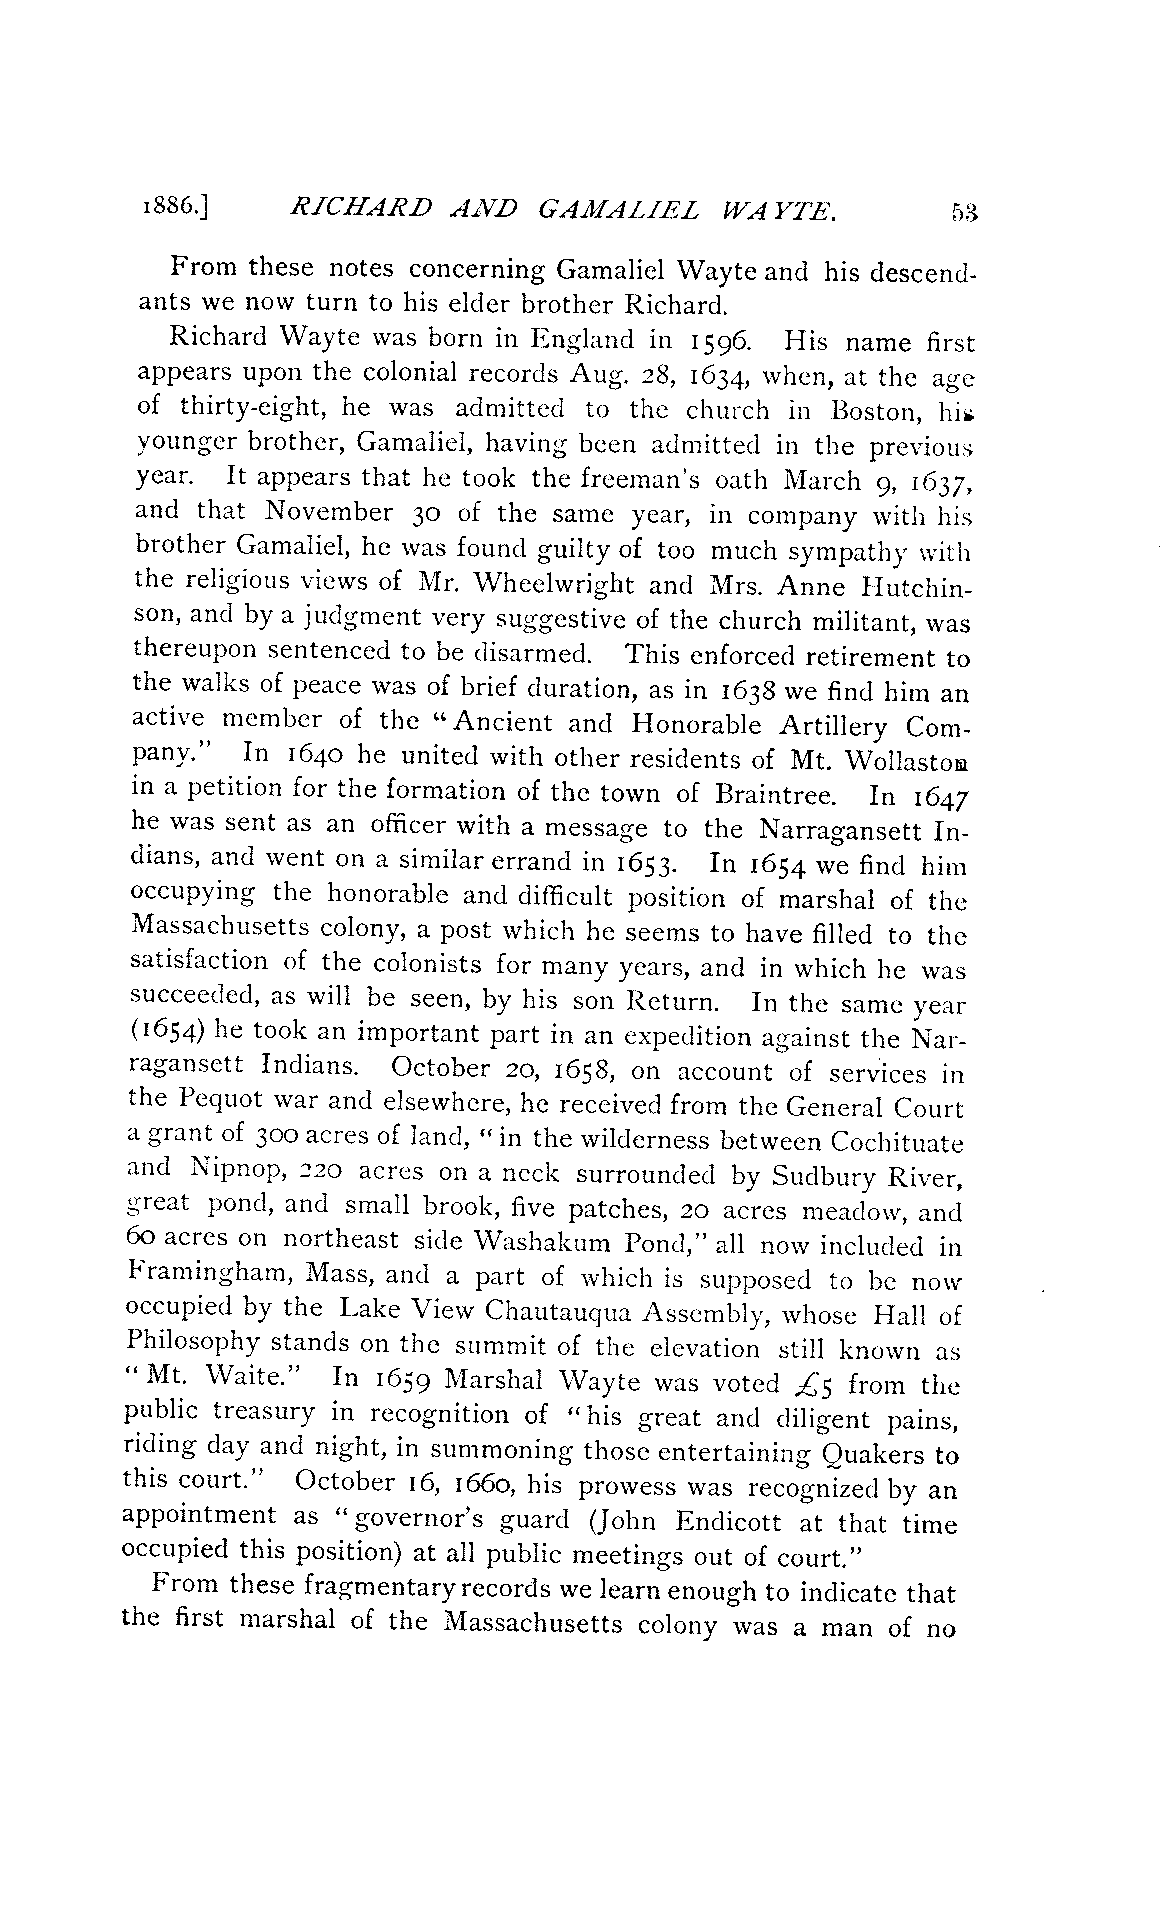 1886.] RICHARD AND GAMALIEL WAYTE. 53
From these notes concerning Gamaliel Wayte and his descend-
ants we now turn to his elder brother Richard.
Richard Wayte was born in England in 1596. His name first
appears upon the colonial records Aug. 28, 1634, when, at the age
of thirty-eight, he was admitted to the church in Boston, his
younger brother, Gamaliel, having been admitted in the previous
year. It appears that he took the freeman's oath March 9, 1637,
and that November 30 of the same year, in company with his
brother Gamaliel, he was found guilty of too much sympathy with
the religious views of Mr. Wheelwright and Mrs. Anne Hutchin-
son, and by a judgment very suggestive of the church militant, was
thereupon sentenced to be disarmed. This enforced retirement to
the walks of peace was of brief duration, as in 1638 we find him an
active member of the "Ancient and Honorable Artillery Com-
pany." In 1640 he united with other residents of Mt. Wollaston
in a petition for the formation of the town of Braintree. In 1647
he was sent as an officer with a message to the Narragansett In-
dians, and went on a similar errand in 1653. In 1654 we find him
occupying the honorable and difficult position of marshal of the
Massachusetts colony, a post which he seems to have filled to the
satisfaction of the colonists for many years, and in which he was
succeeded, as will be seen, by his son Return. In the same year
(1654) he took an important part in an expedition against the Nar-
ragansett Indians. October 20, 1658, on account of services in
the Pequot war and elsewhere, he received from the General Court
a grant of 300 acres of land, "in the wilderness between Cochituate
and Nipnop, 220 acres on a neck surrounded by Sudbury River,
great pond, and small brook, five patches, 20 acres meadow, and
60 acres on northeast side Washakum Pond," all now included in
Framingham, Mass, and a part of which is supposed to be now
occupied by the Lake View Chautauqua Assembly, whose Hall of
Philosophy stands on the summit of the elevation still known as
"Mt. Waite." In 1659 Marshal Wayte was voted £5 from the
public treasury in recognition of "his great and diligent pains,
riding day and night, in summoning those entertaining Quakers to
this court." October 16, 1660, his prowess was recognized by an
appointment as "governor's guard (John Endicott at that time
occupied this position) at all public meetings out of court."
From these fragmentary records we learn enough to indicate that
the first marshal of the Massachusetts colony was a man of no